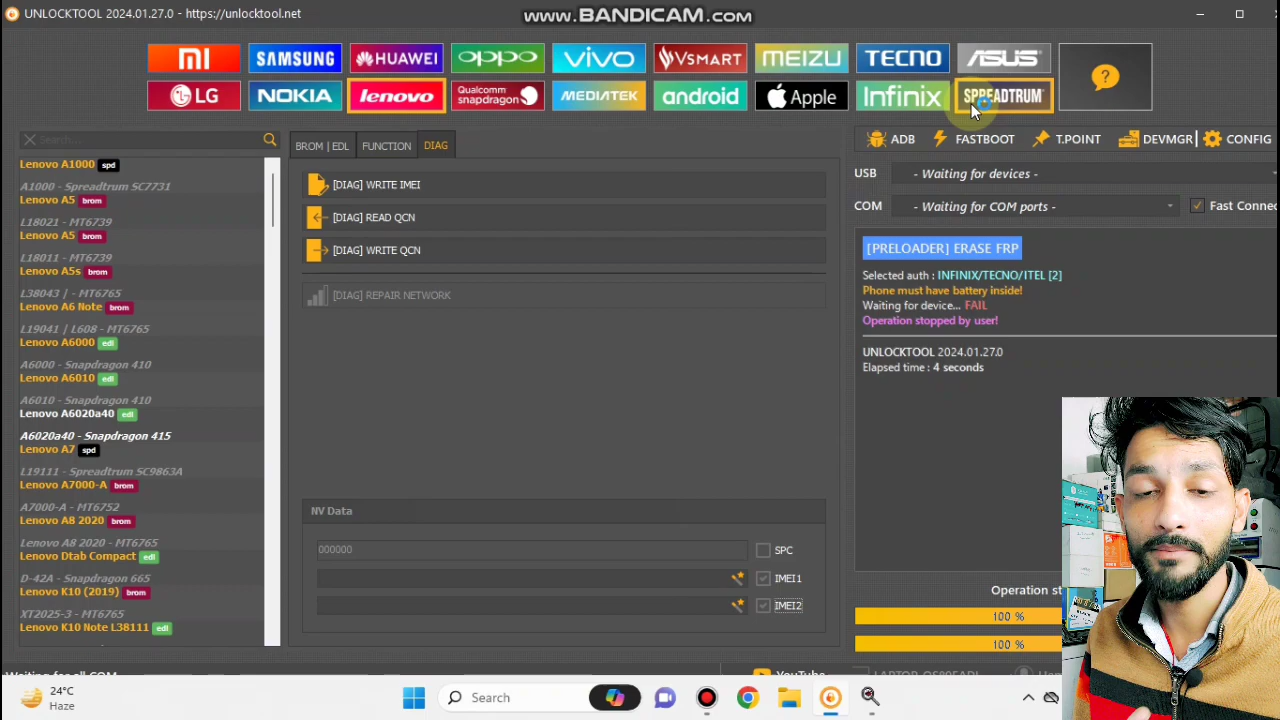 UNLOCKTOOL 2024.01.27.0 - https://unlocktool.net
www.BANDICAM.com
mi SAMSUNG HUAWEI oppo vivo VSMART MEIZU TECNO ASUS ?
LG NOKIA lenovo Qualcomm snapdragon MEDIATEK android Apple Infinix SPREADTRUM
Search...
BROM | EDL FUNCTION DIAG
ADB FASTBOOT T.POINT DEVMGR CONFIG
Lenovo A1000 spd
A1000 - Spreadtrum SC7731
Lenovo A5 brom
L18021 - MT6739
Lenovo A5 brom
L18011 - MT6739
Lenovo A5s brom
L38043 | - MT6765
Lenovo A6 Note brom
L19041 | L608 - MT6765
Lenovo A6000 edl
A6000 - Snapdragon 410
Lenovo A6010 edl
A6010 - Snapdragon 410
Lenovo A6020a40 edl
A6020a40 - Snapdragon 415
Lenovo A7 spd
L19111 - Spreadtrum SC9863A
Lenovo A7000-A brom
A7000-A - MT6752
Lenovo A8 2020 brom
Lenovo A8 2020 - MT6765
Lenovo Dtab Compact edl
D-42A - Snapdragon 665
Lenovo K10 (2019) brom
XT2025-3 - MT6765
Lenovo K10 Note L38111 edl
[DIAG] WRITE IMEI
[DIAG] READ QCN
[DIAG] WRITE QCN
[DIAG] REPAIR NETWORK
NV Data
000000 SPC
IMEI1
IMEI2
USB - Waiting for devices -
COM - Waiting for COM ports - Fast Connec
[PRELOADER] ERASE FRP
Selected auth : INFINIX/TECNO/ITEL [2]
Phone must have battery inside!
Waiting for device... FAIL
Operation stopped by user!
UNLOCKTOOL 2024.01.27.0
Elapsed time : 4 seconds
Operation st
100 %
100 %
Waiting for all COM
YouTube
24°C
Haze
Search